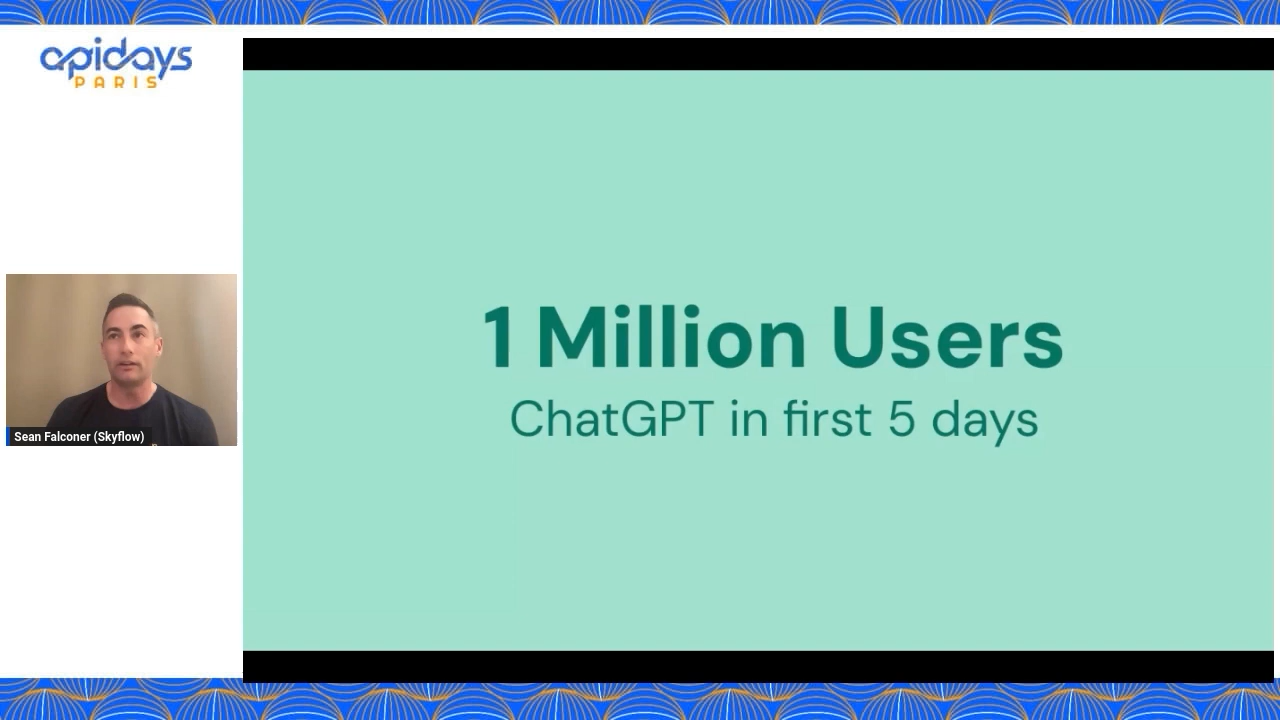 apidays
PARIS
1 Million Users
ChatGPT in first 5 days
Sean Falconer (Skyflow)